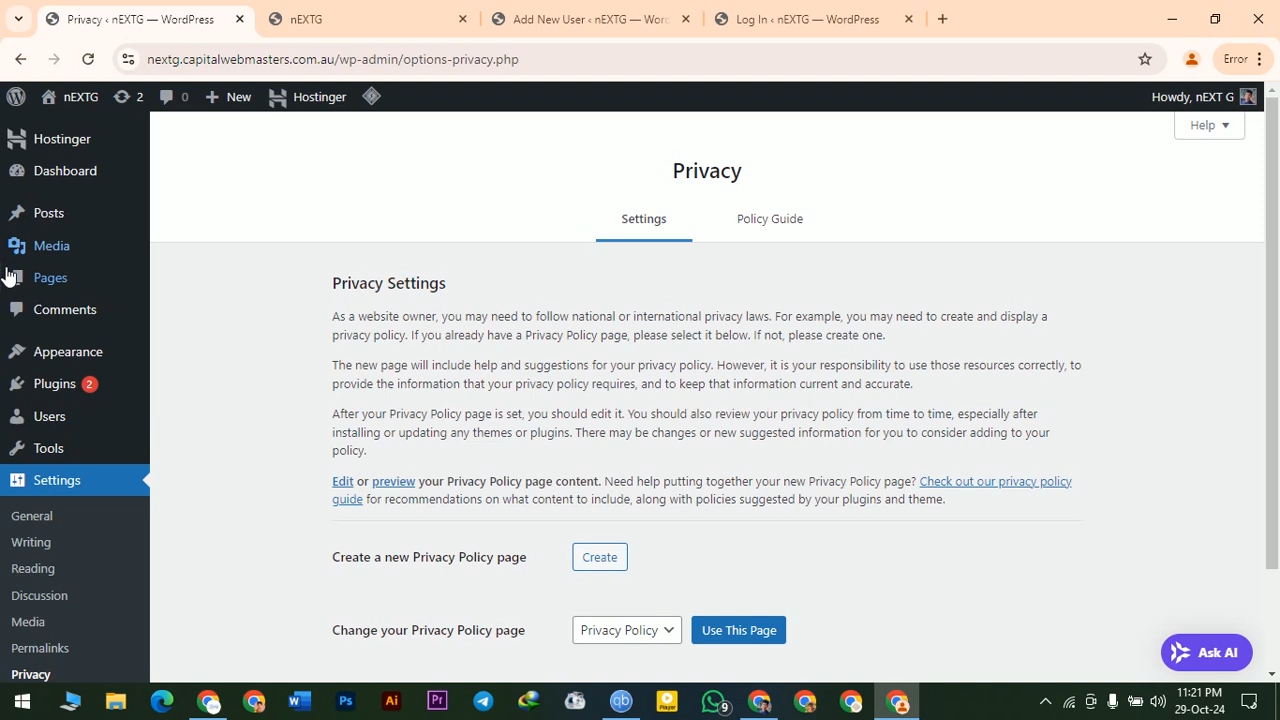 Privacy ‹ nEXTG — WordPress
nEXTG
Add New User ‹ nEXTG — Word
Log In ‹ nEXTG — WordPress
nextg.capitalwebmasters.com.au/wp-admin/options-privacy.php
Error
nEXTG
2
0
New
Hostinger
Howdy, nEXT G
Hostinger
Dashboard
Posts
Media
Pages
Comments
Appearance
Plugins 2
Users
Tools
Settings
General
Writing
Reading
Discussion
Media
Permalinks
Privacy
Help
Privacy
Settings
Policy Guide
Privacy Settings
As a website owner, you may need to follow national or international privacy laws. For example, you may need to create and display a
privacy policy. If you already have a Privacy Policy page, please select it below. If not, please create one.
The new page will include help and suggestions for your privacy policy. However, it is your responsibility to use those resources correctly, to
provide the information that your privacy policy requires, and to keep that information current and accurate.
After your Privacy Policy page is set, you should edit it. You should also review your privacy policy from time to time, especially after
installing or updating any themes or plugins. There may be changes or new suggested information for you to consider adding to your
policy.
Edit or preview your Privacy Policy page content. Need help putting together your new Privacy Policy page? Check out our privacy policy
guide for recommendations on what content to include, along with policies suggested by your plugins and theme.
Create a new Privacy Policy page
Create
Change your Privacy Policy page
Privacy Policy
Use This Page
Ask AI
W
Ps
Ai
Pr
qb
Player
9
11:21 PM
29-Oct-24